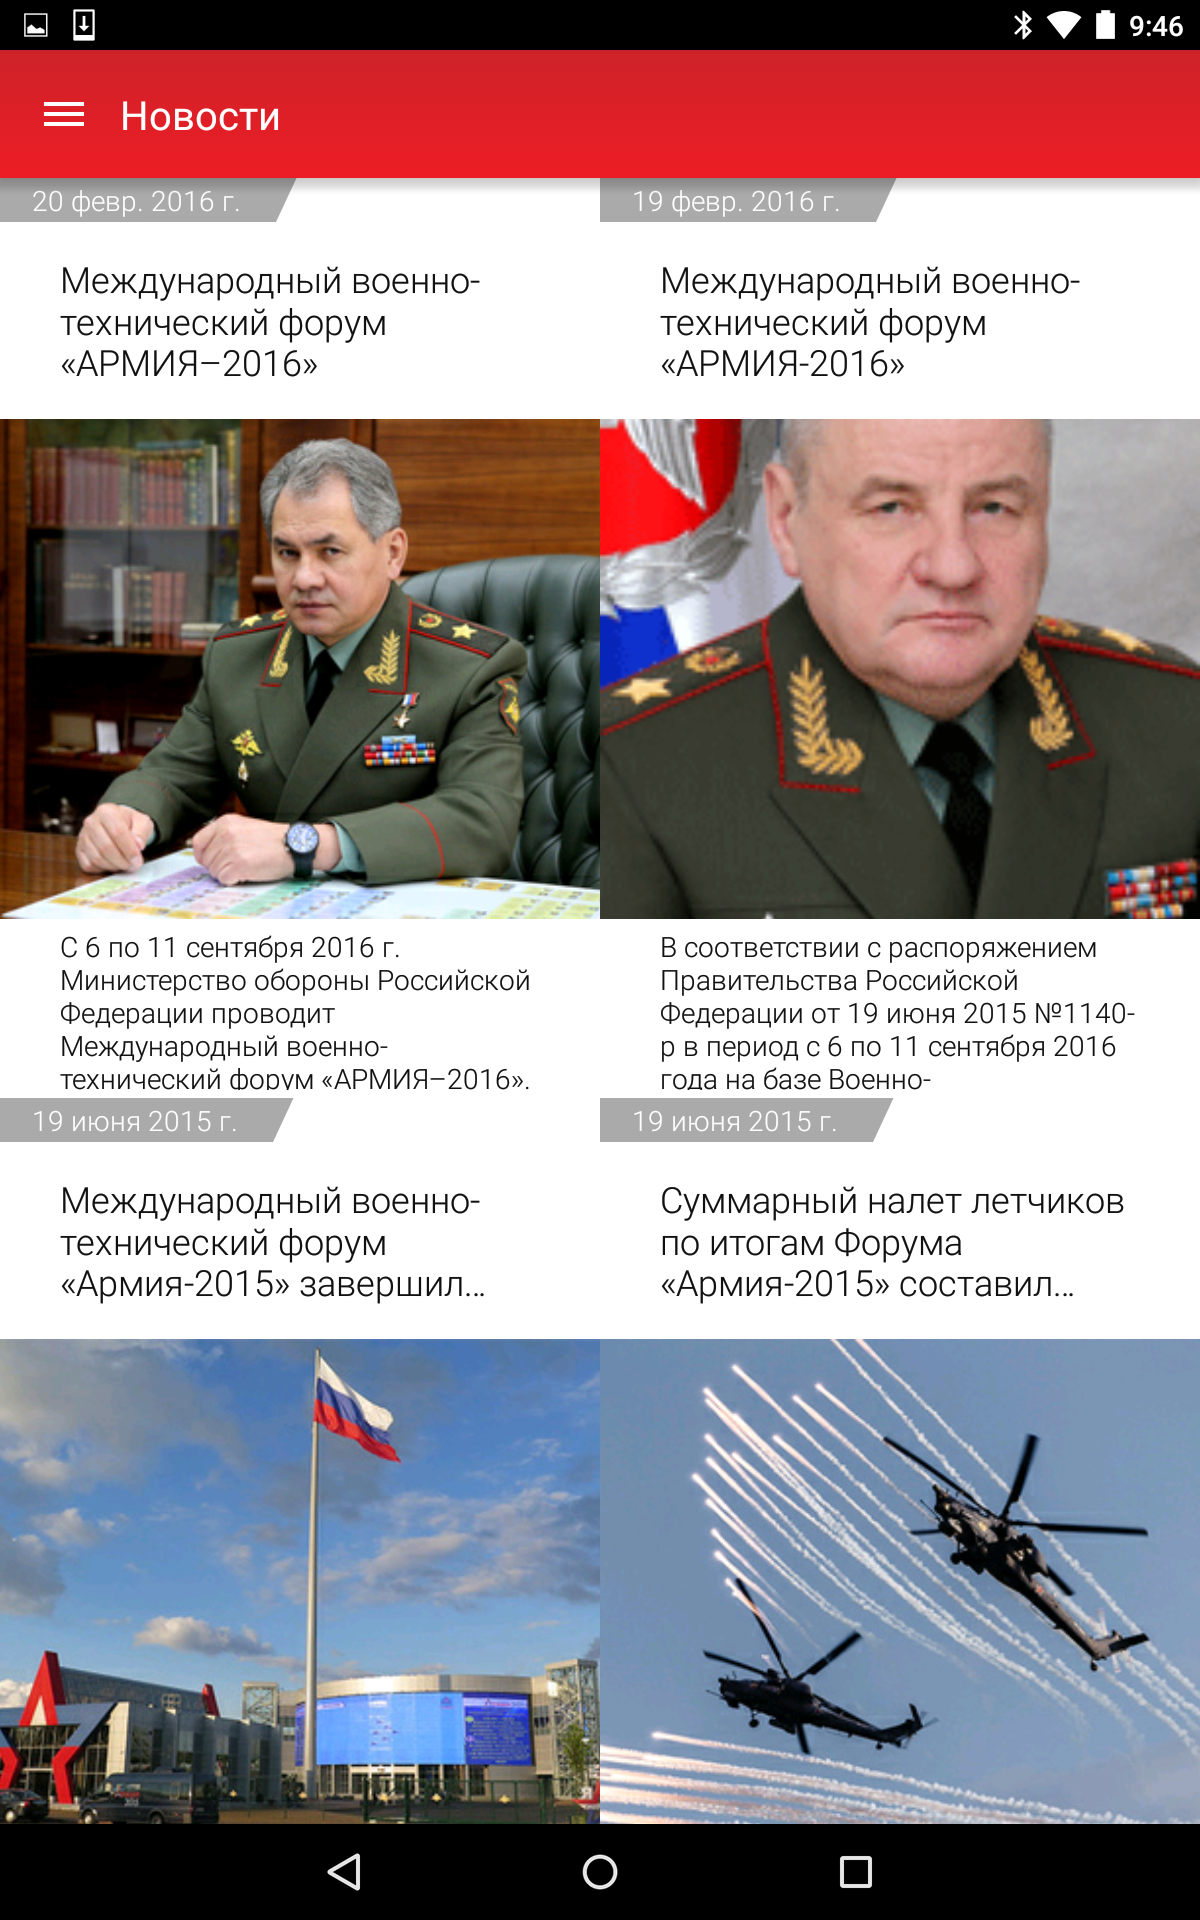 9:46
Новости
20 февр. 2016 г.
Международный военно-
технический форум
«АРМИЯ–2016»
С 6 по 11 сентября 2016 г.
Министерство обороны Российской
Федерации проводит
Международный военно-
технический форум «АРМИЯ–2016».
19 февр. 2016 г.
Международный военно-
технический форум
«АРМИЯ-2016»
В соответствии с распоряжением
Правительства Российской
Федерации от 19 июня 2015 №1140-
р в период с 6 по 11 сентября 2016
года на базе Военно-
19 июня 2015 г.
Международный военно-
технический форум
«Армия-2015» завершил...
19 июня 2015 г.
Суммарный налет летчиков
по итогам Форума
«Армия-2015» составил...